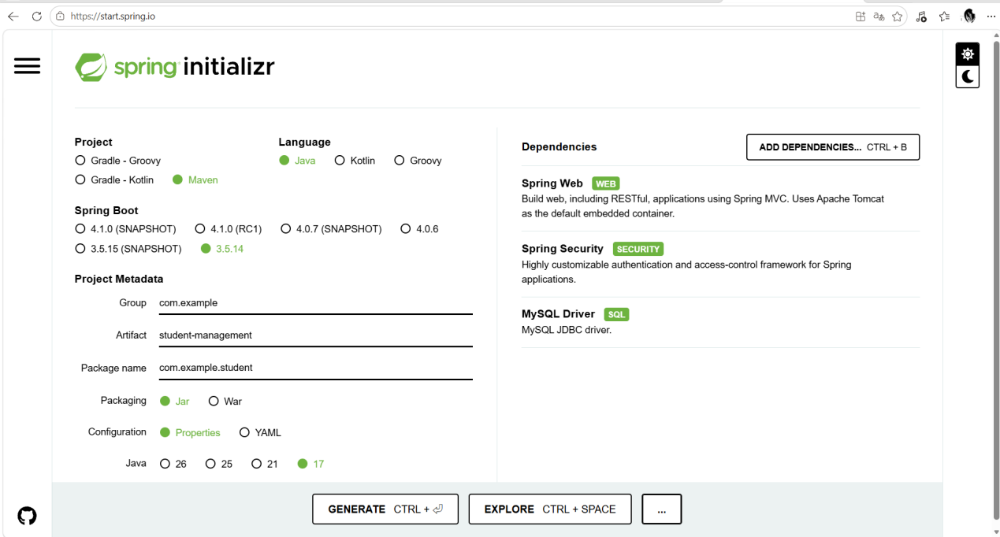 https://start.spring.io
spring initializr
Project
Gradle - Groovy
Gradle - Kotlin Maven
Language
Java Kotlin Groovy
Spring Boot
4.1.0 (SNAPSHOT) 4.1.0 (RC1) 4.0.7 (SNAPSHOT) 4.0.6
3.5.15 (SNAPSHOT) 3.5.14
Project Metadata
Group com.example
Artifact student-management
Package name com.example.student
Packaging Jar War
Configuration Properties YAML
Java 26 25 21 17
Dependencies ADD DEPENDENCIES... CTRL + B
Spring Web WEB
Build web, including RESTful, applications using Spring MVC. Uses Apache Tomcat
as the default embedded container.
Spring Security SECURITY
Highly customizable authentication and access-control framework for Spring
applications.
MySQL Driver SQL
MySQL JDBC driver.
GENERATE CTRL + ⏎ EXPLORE CTRL + SPACE ...